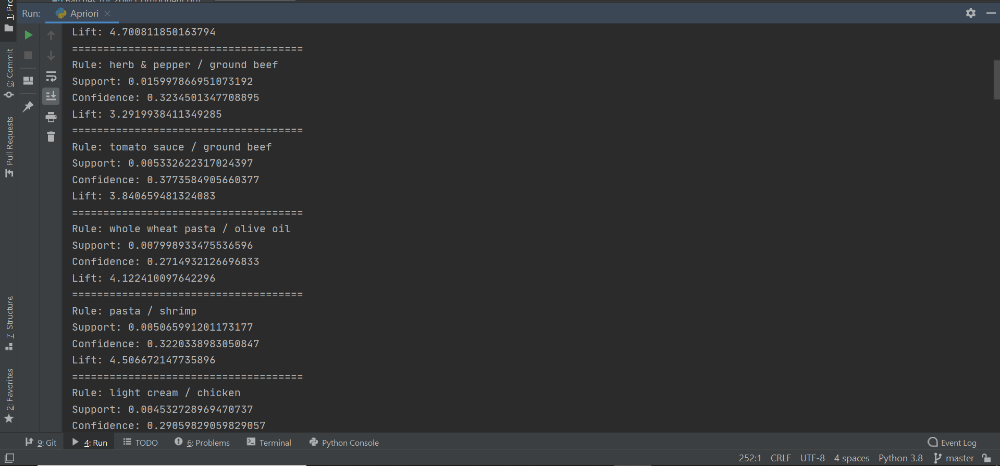 Run: Apriori
Lift: 4.700811850163794
=====================================
Rule: herb & pepper / ground beef
Support: 0.015997866951073192
Confidence: 0.3234501347708895
Lift: 3.2919938411349285
=====================================
Rule: tomato sauce / ground beef
Support: 0.005332622317024397
Confidence: 0.3773584905660377
Lift: 3.840659481324083
=====================================
Rule: whole wheat pasta / olive oil
Support: 0.007998933475536596
Confidence: 0.2714932126696833
Lift: 4.122410097642296
=====================================
Rule: pasta / shrimp
Support: 0.005065991201173177
Confidence: 0.3220338983050847
Lift: 4.506672147735896
=====================================
Rule: light cream / chicken
Support: 0.004532728969470737
Confidence: 0.29059829059829057
1: Pro
0: Commit
Pull Requests
7: Structure
2: Favorites
9: Git 4: Run TODO 6: Problems Terminal Python Console Event Log
252:1 CRLF UTF-8 4 spaces Python 3.8 master